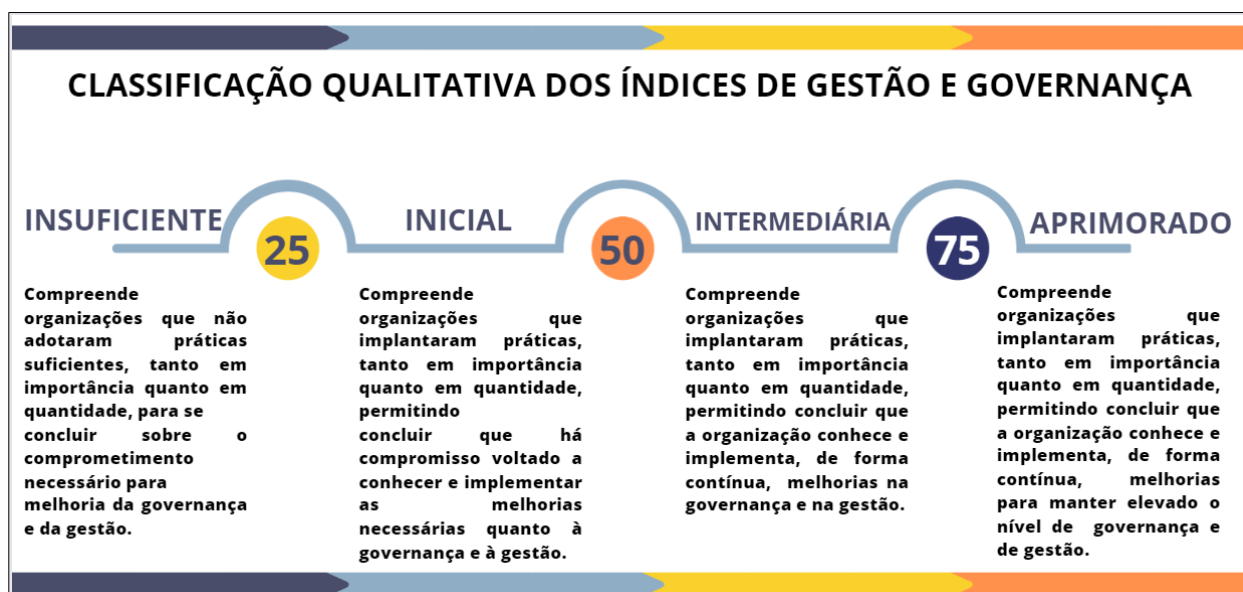 CLASSIFICAÇÃO QUALITATIVA DOS ÍNDICES DE GESTÃO E GOVERNANÇA
INSUFICIENTE
25
INICIAL
50
INTERMEDIÁRIA
75
APRIMORADO
Compreende
organizações que não
adotaram práticas
suficientes, tanto em
importância quanto em
quantidade, para se
concluir sobre o
comprometimento
necessário para
melhoria da governança
e da gestão.
Compreende
organizações que
implantaram práticas,
tanto em importância
quanto em quantidade,
permitindo
concluir que há
compromisso voltado a
conhecer e implementar
as melhorias
necessárias quanto à
governança e à gestão.
Compreende
organizações que
implantaram práticas,
tanto em importância
quanto em quantidade,
permitindo concluir que
a organização conhece e
implementa, de forma
contínua, melhorias na
governança e na gestão.
Compreende
organizações que
implantaram práticas,
tanto em importância
quanto em quantidade,
permitindo concluir que
a organização conhece e
implementa, de forma
contínua, melhorias
para manter elevado o
nível de governança e
de gestão.